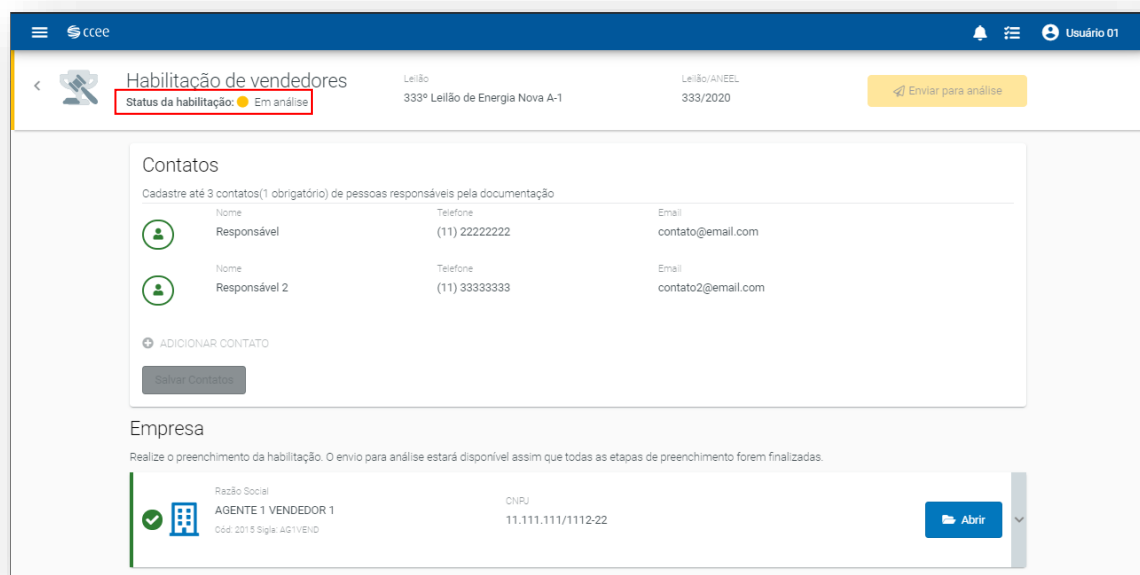 ccee
Usuário 01
Habilitação de vendedores
Status da habilitação: Em análise
Leilão
333º Leilão de Energia Nova A-1
Leilão/ANEEL
333/2020
Enviar para análise
Contatos
Cadastre até 3 contatos(1 obrigatório) de pessoas responsáveis pela documentação
Nome Telefone Email
Responsável (11) 22222222 contato@email.com
Nome Telefone Email
Responsável 2 (11) 33333333 contato2@email.com
ADICIONAR CONTATO
Salvar Contatos
Empresa
Realize o preenchimento da habilitação. O envio para análise estará disponível assim que todas as etapas de preenchimento forem finalizadas.
Razão Social
AGENTE 1 VENDEDOR 1
Cód: 2015 Sigla: AG1VEND
CNPJ
11.111.111/1112-22
Abrir